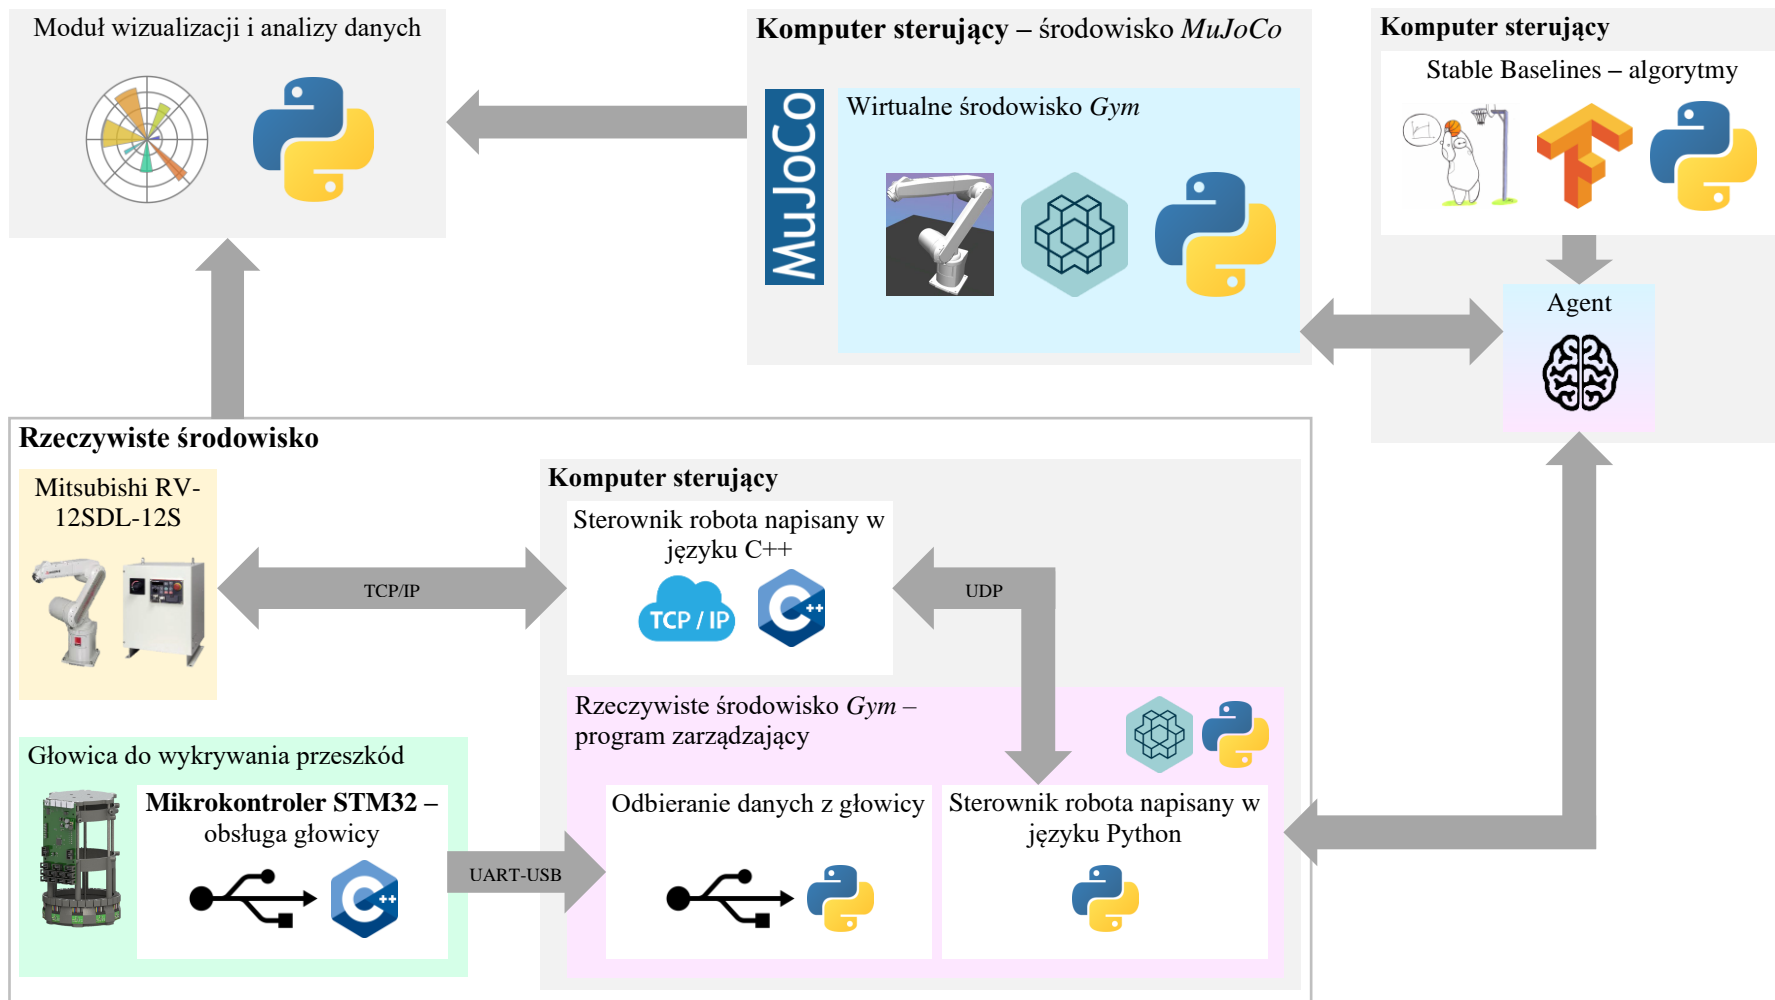 Moduł wizualizacji i analizy danych
Komputer sterujący – środowisko MuJoCo
MuJoCo
Wirtualne środowisko Gym
Komputer sterujący
Stable Baselines – algorytmy
Agent
Rzeczywiste środowisko
Mitsubishi RV-
12SDL-12S
TCP/IP
Komputer sterujący
Sterownik robota napisany w
języku C++
TCP / IP
C++
UDP
Rzeczywiste środowisko Gym –
program zarządzający
Głowica do wykrywania przeszkód
Mikrokontroler STM32 –
obsługa głowicy
C++
UART-USB
Odbieranie danych z głowicy
Sterownik robota napisany w
języku Python